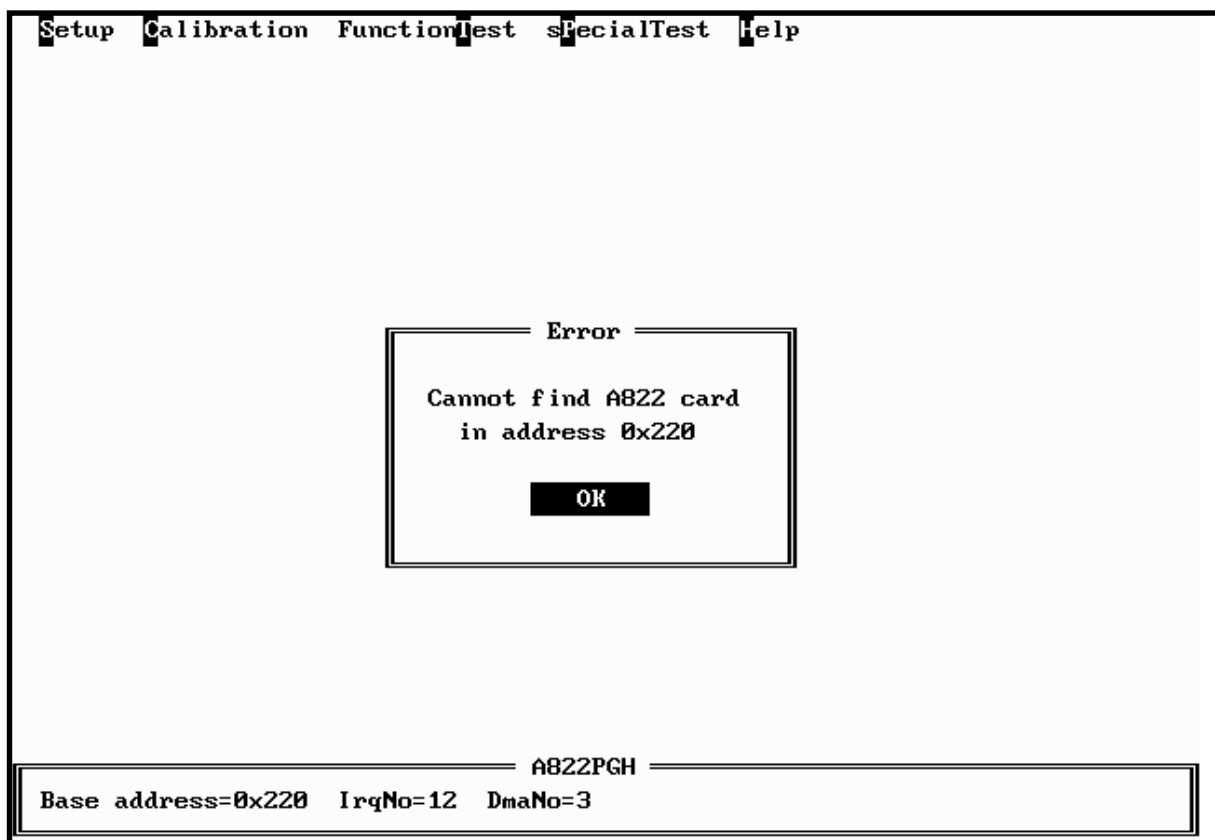 Setup Calibration FunctionTest sPecialTest Help
Error
Cannot find A822 card
in address 0x220
OK
A822PGH
Base address=0x220 IrqNo=12 DmaNo=3